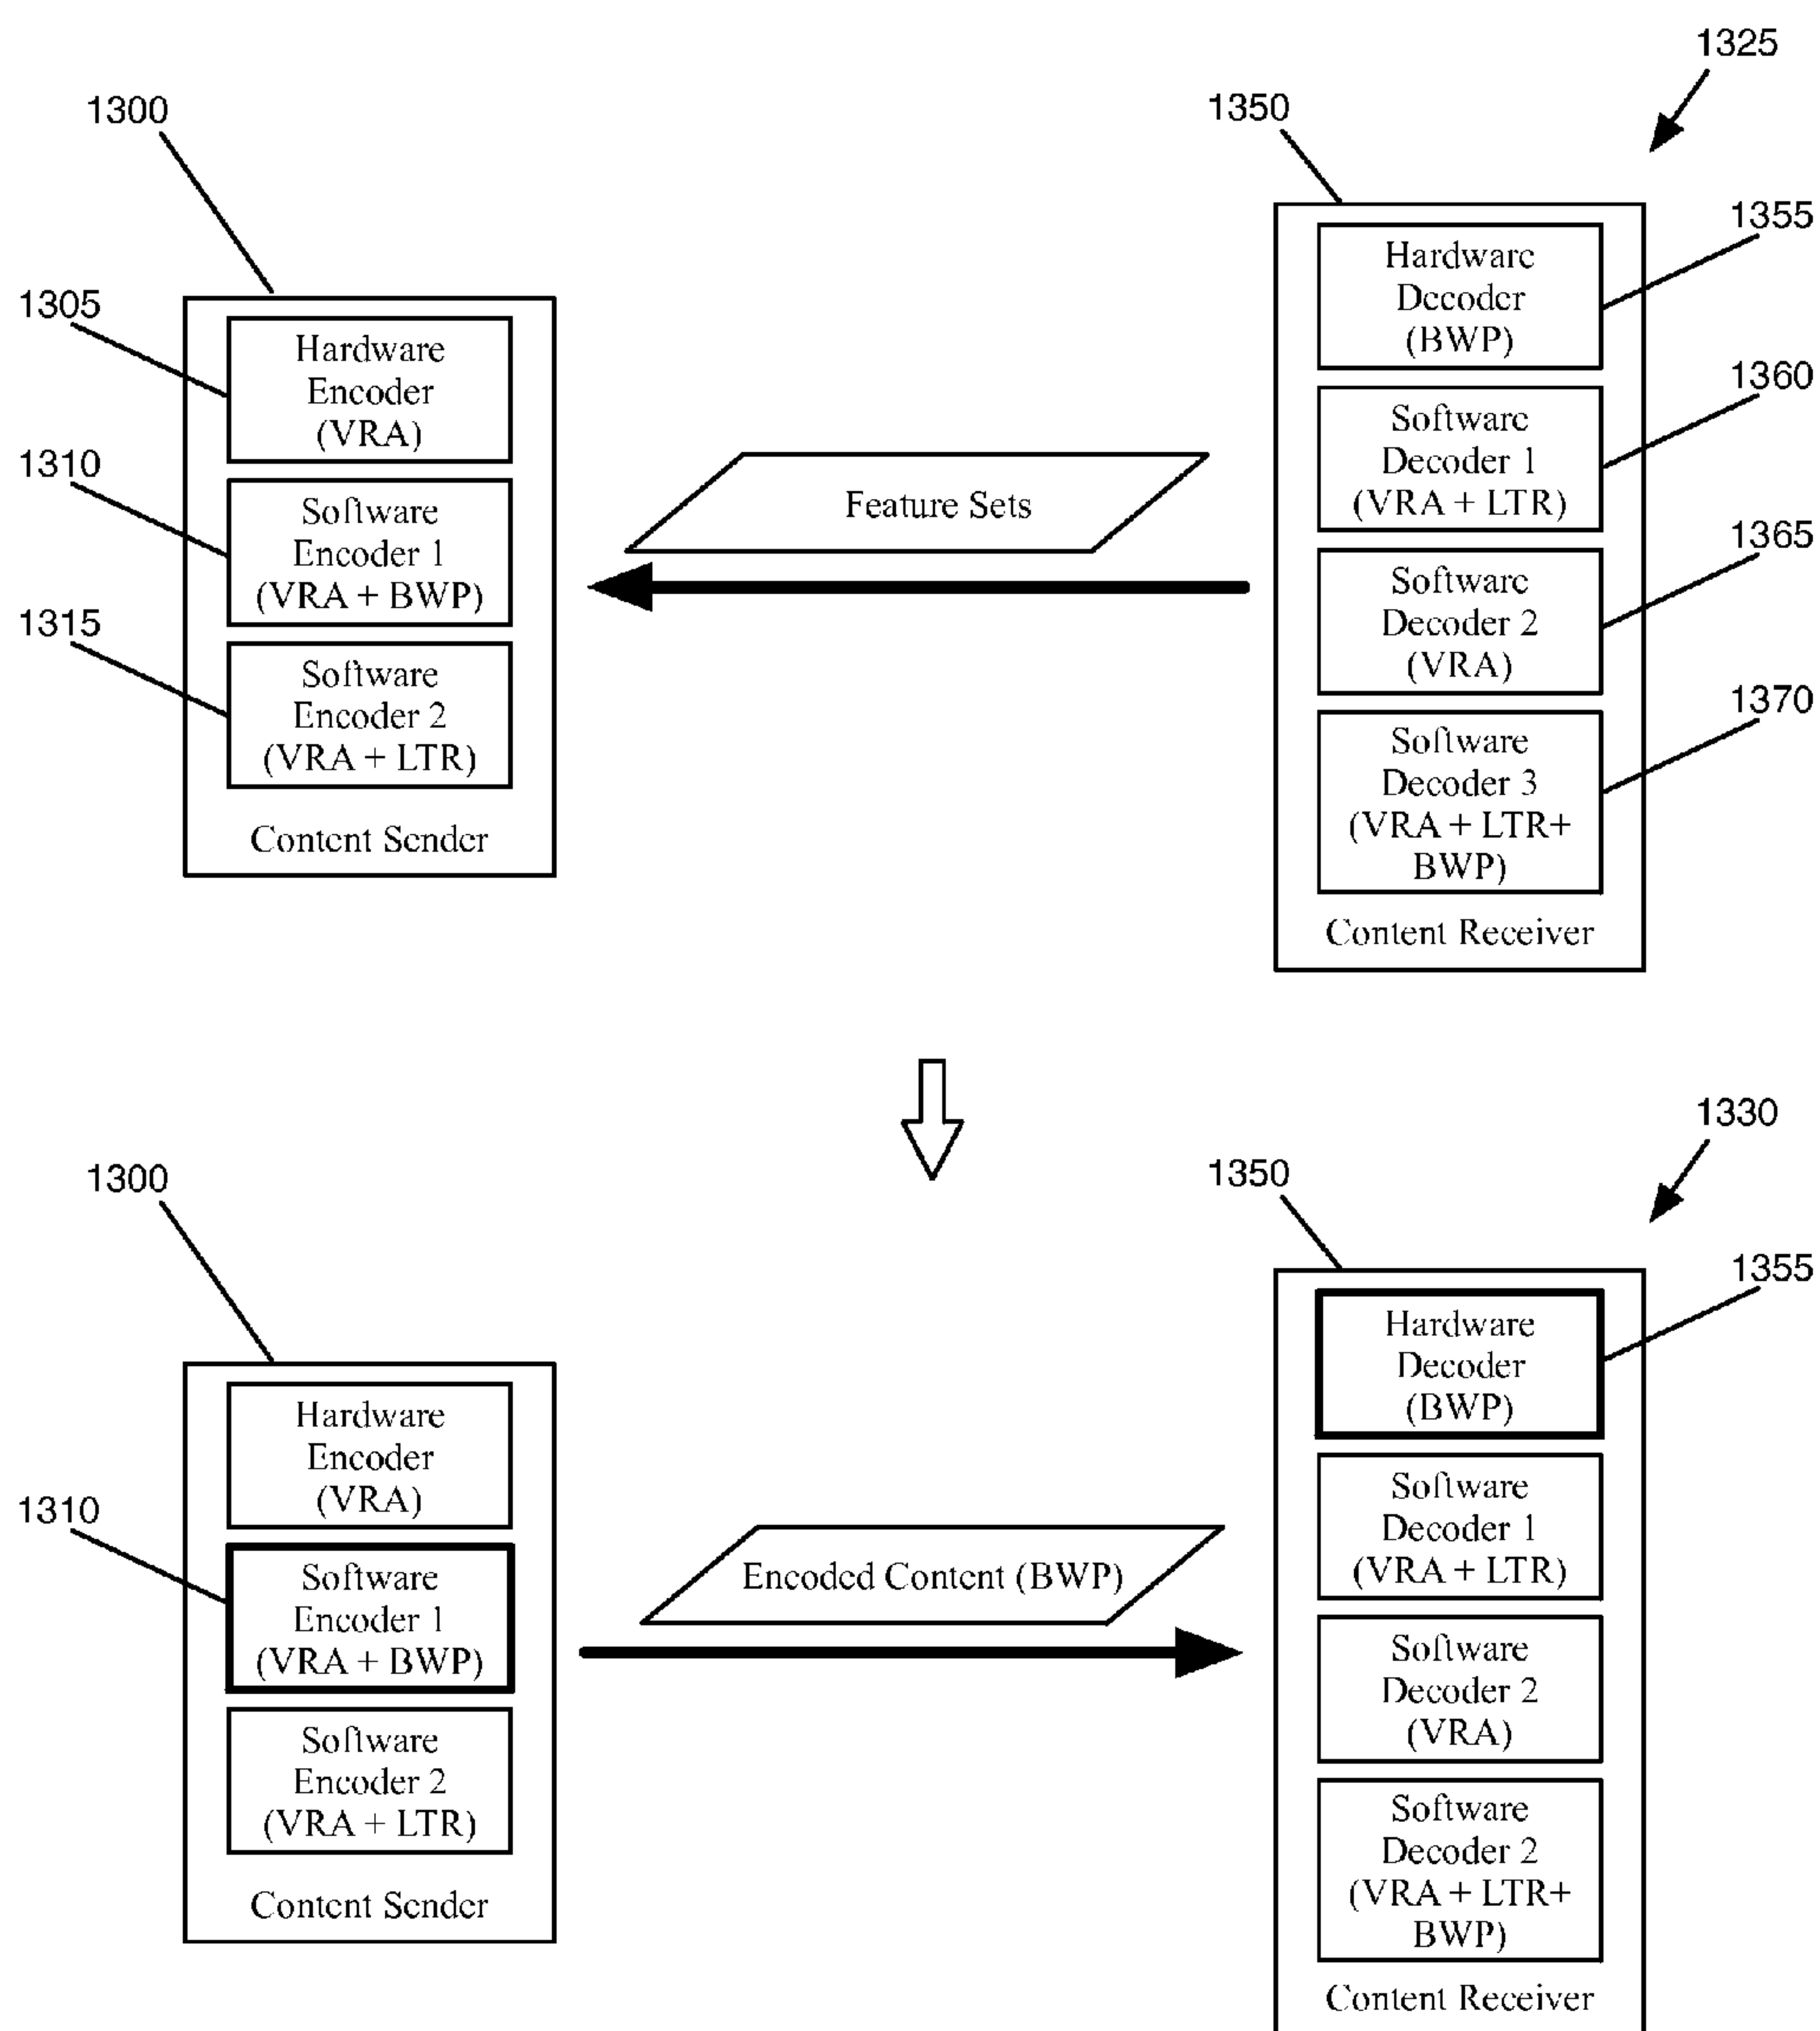 1325
1300
1350
1355
1305
Hardware
Encoder
(VRA)
1310
Software
Encoder 1
(VRA + BWP)
1315
Software
Encoder 2
(VRA + LTR)
Content Sender
Feature Sets
Hardware
Decoder
(BWP)
1360
Software
Decoder 1
(VRA + LTR)
1365
Software
Decoder 2
(VRA)
1370
Software
Decoder 3
(VRA + LTR+
BWP)
Content Receiver
1330
1300
1350
1355
Hardware
Encoder
(VRA)
1310
Software
Encoder 1
(VRA + BWP)
Software
Encoder 2
(VRA + LTR)
Content Sender
Encoded Content (BWP)
Hardware
Decoder
(BWP)
Software
Decoder 1
(VRA + LTR)
Software
Decoder 2
(VRA)
Software
Decoder 2
(VRA + LTR+
BWP)
Content Receiver